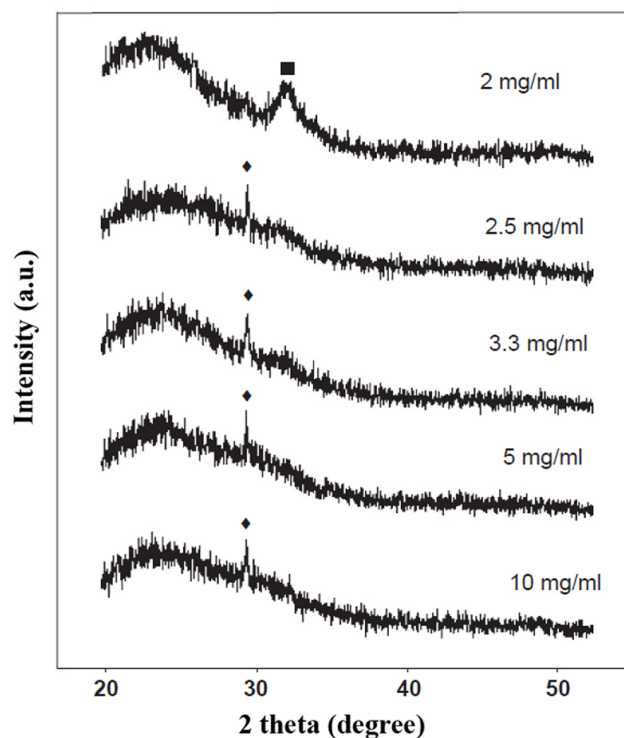 2 mg/ml
2.5 mg/ml
3.3 mg/ml
5 mg/ml
10 mg/ml
Intensity (a.u.)
20 30 40 50
2 theta (degree)